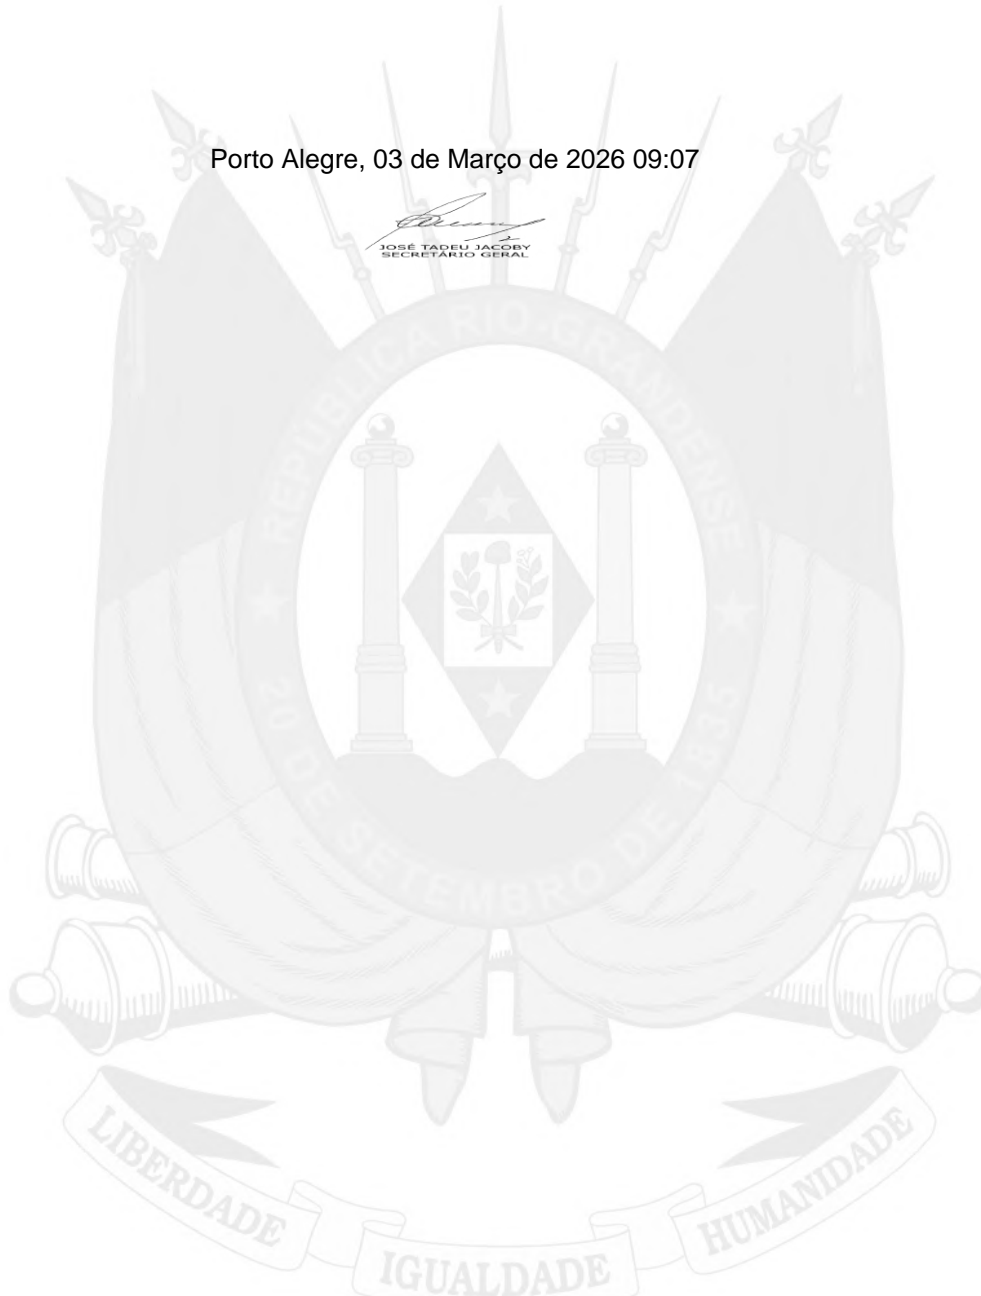 Porto Alegre, 03 de Março de 2026 09:07
JOSÉ TADEU JACOBY
SECRETÁRIO GERAL
REPUBLICA RIO-GRANDENSE
20 DE SETEMBRO DE 1835
LIBERDADE
IGUALDADE
HUMANIDADE